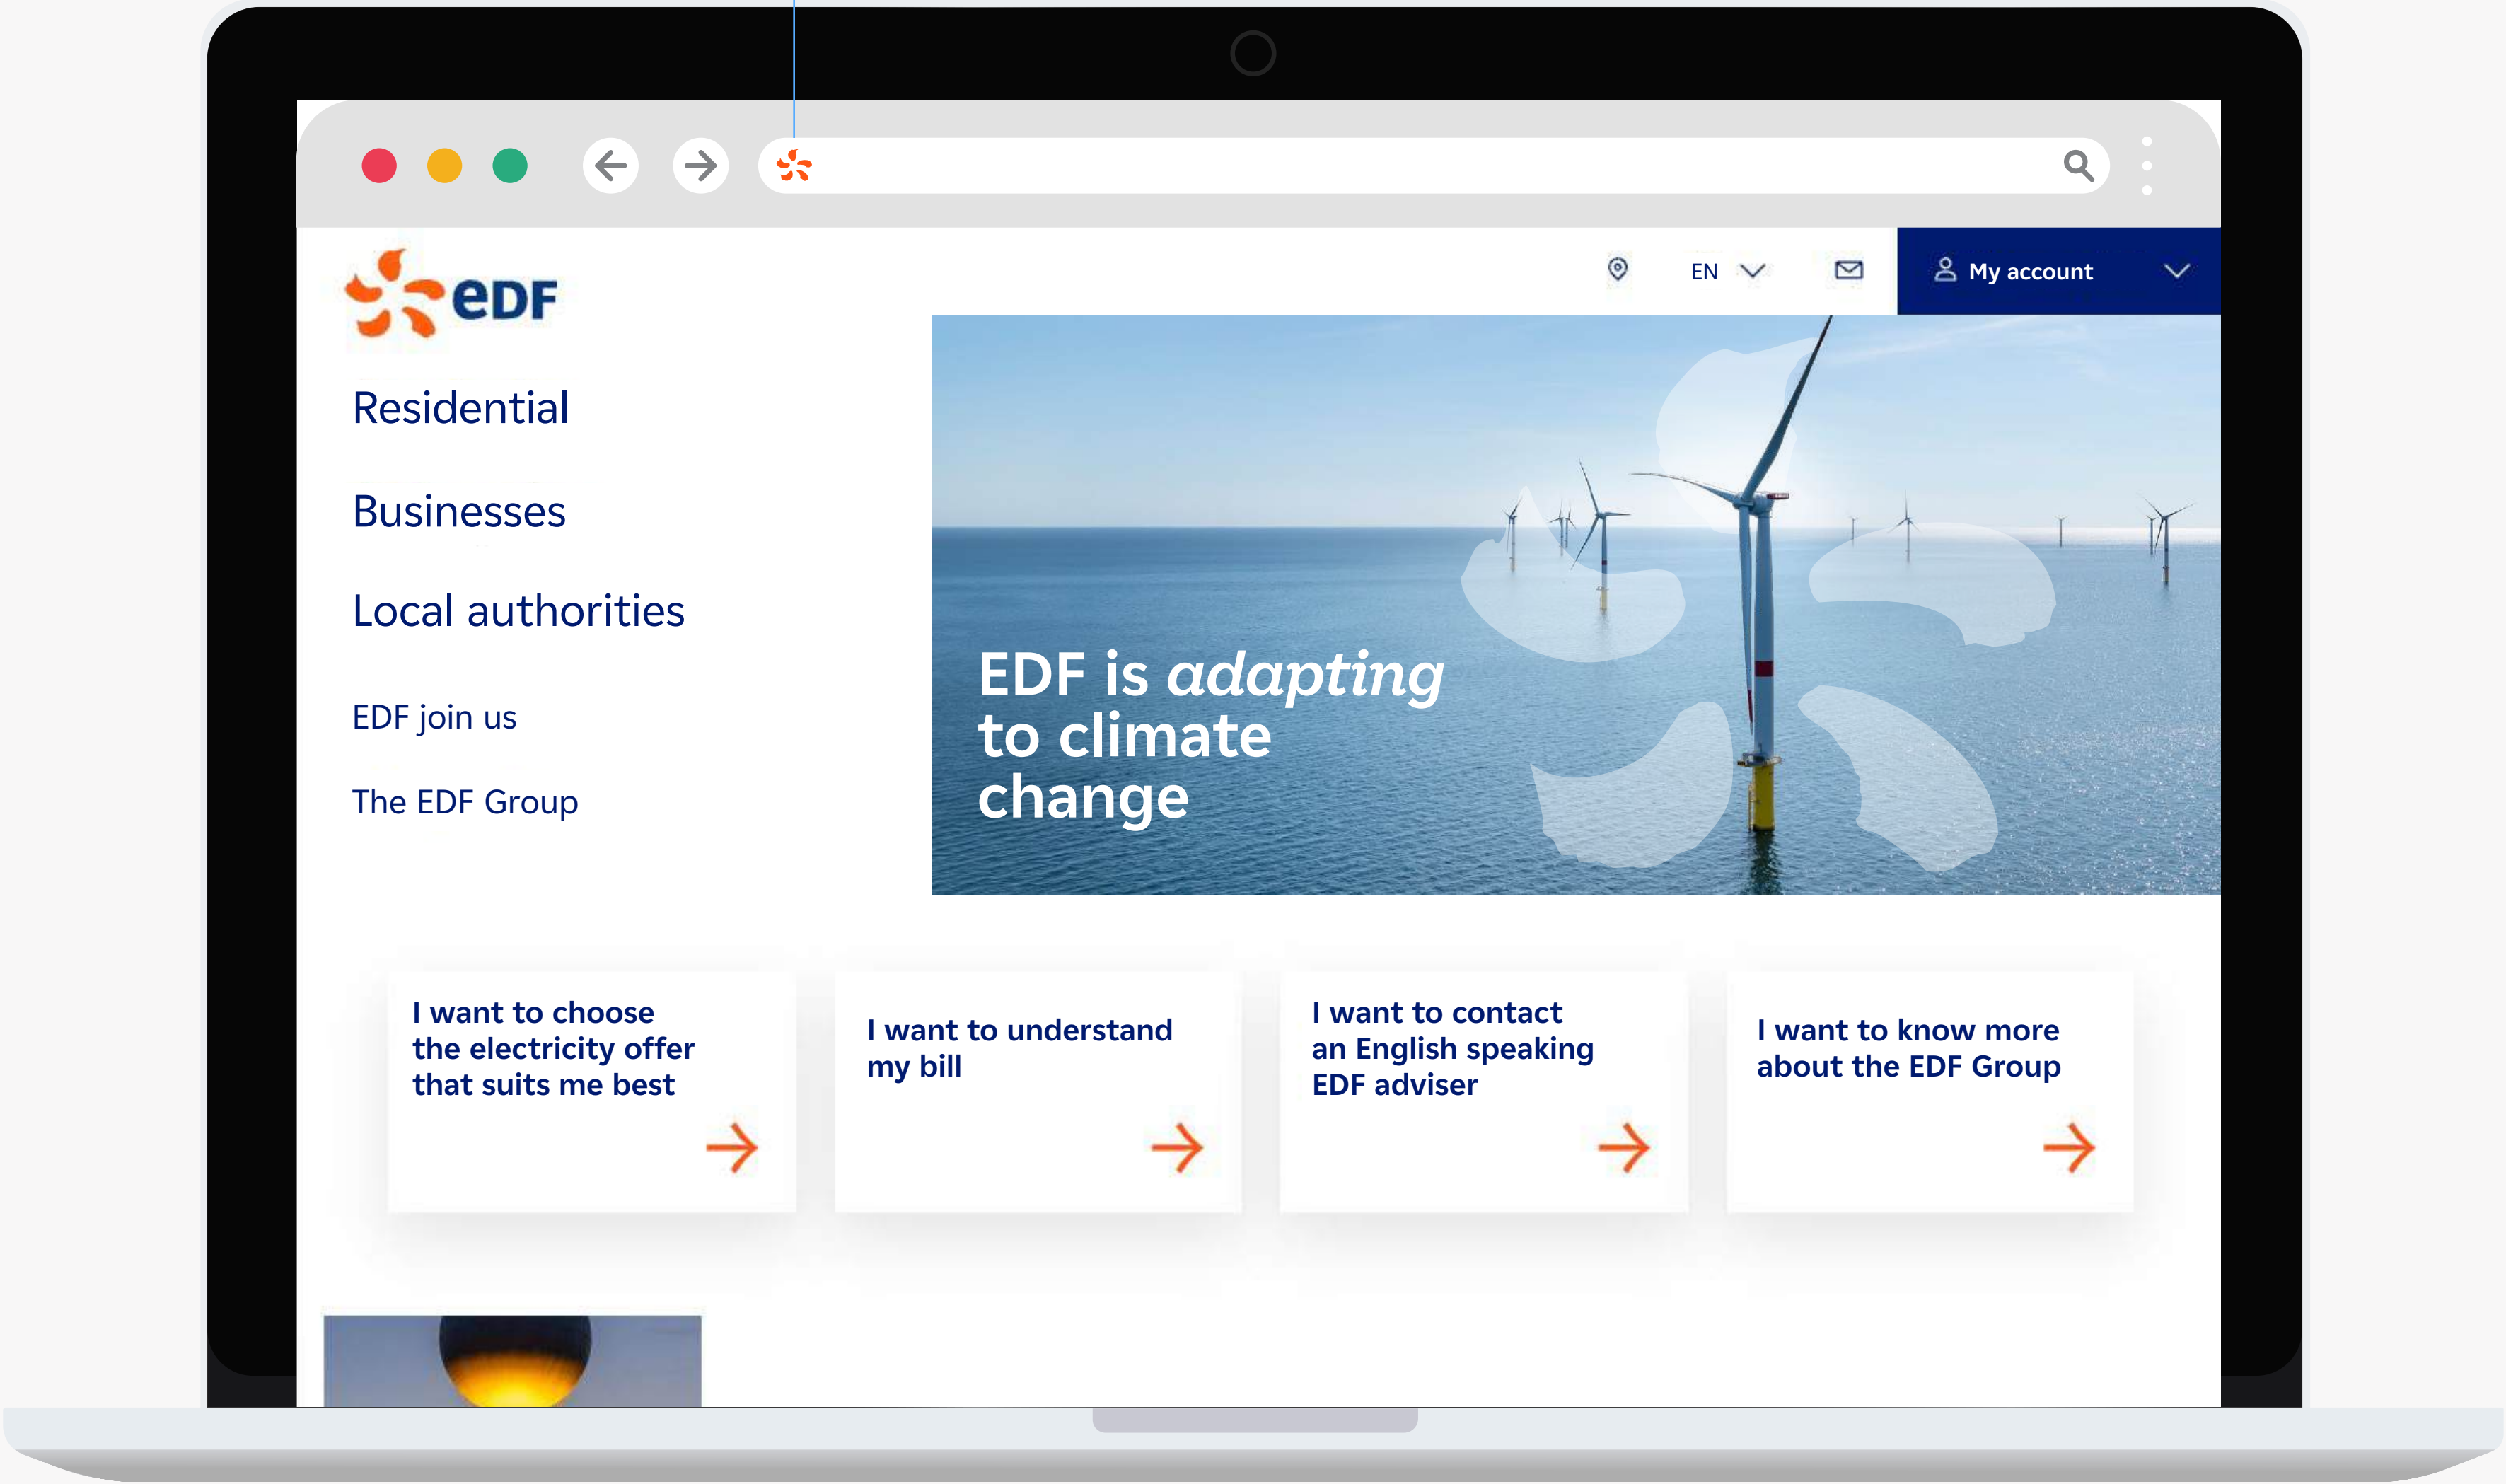 eDF
EN
My account
Residential
Businesses
Local authorities
EDF join us
The EDF Group
EDF is adapting
to climate
change
I want to choose
the electricity offer
that suits me best
I want to understand
my bill
I want to contact
an English speaking
EDF adviser
I want to know more
about the EDF Group